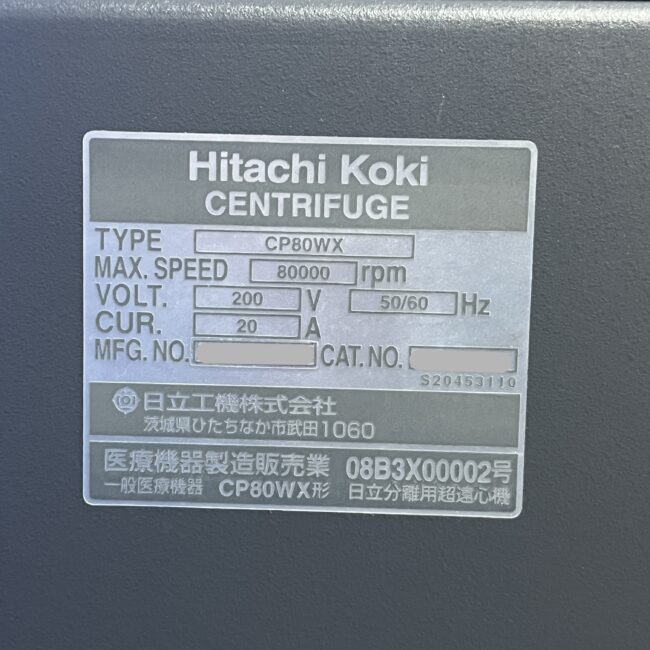 Hitachi Koki
CENTRIFUGE
TYPE CP80WX
MAX. SPEED 80000 rpm
VOLT. 200 V 50/60 Hz
CUR. 20 A
MFG. NO. CAT. NO.
S20453110
日立工機株式会社
茨城県ひたちなか市武田1060
医療機器製造販売業 08B3X00002号
一般医療機器 CP80WX形 日立分離用超遠心機